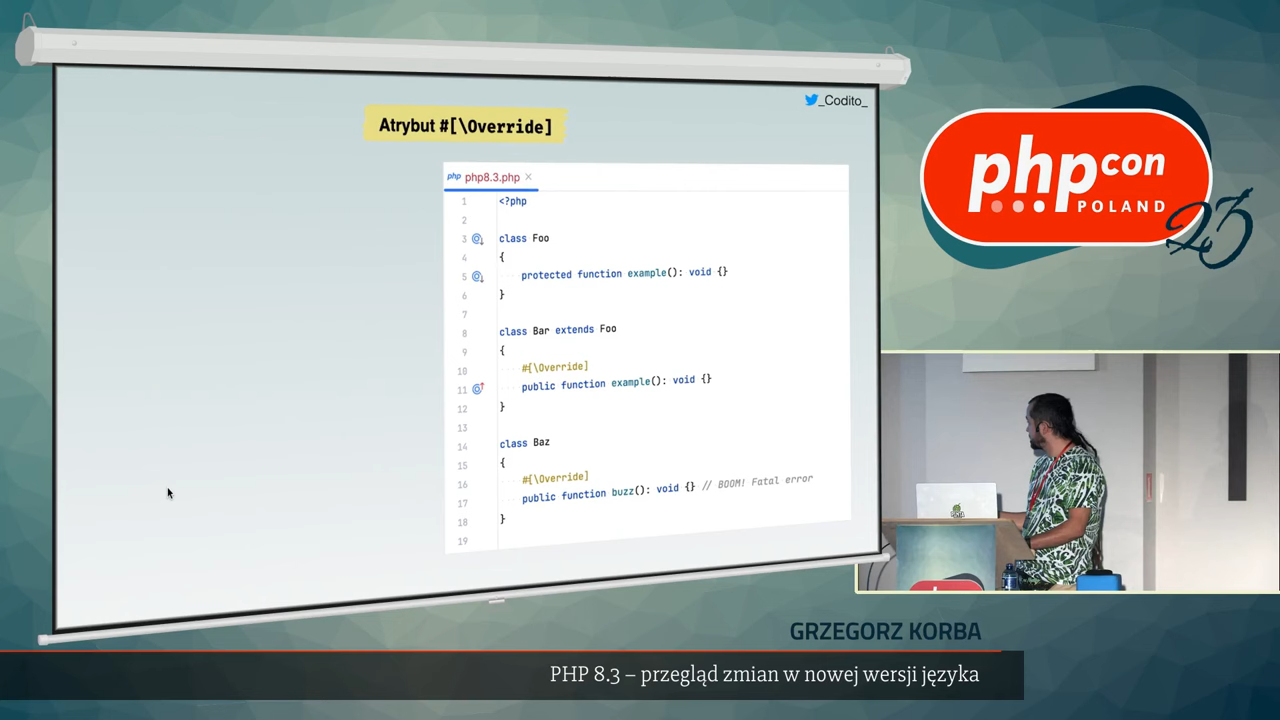 _Codito_
Atrybut #[\Override]
php php8.3.php ×
1 <?php
2
3 class Foo
4 {
5 protected function example(): void {}
6 }
7
8 class Bar extends Foo
9 {
10 #[\Override]
11 public function example(): void {}
12 }
13
14 class Baz
15 {
16 #[\Override]
17 public function buzz(): void {} // BOOM! Fatal error
18 }
19
phpcon
POLAND
23
GRZEGORZ KORBA
PHP 8.3 – przegląd zmian w nowej wersji języka